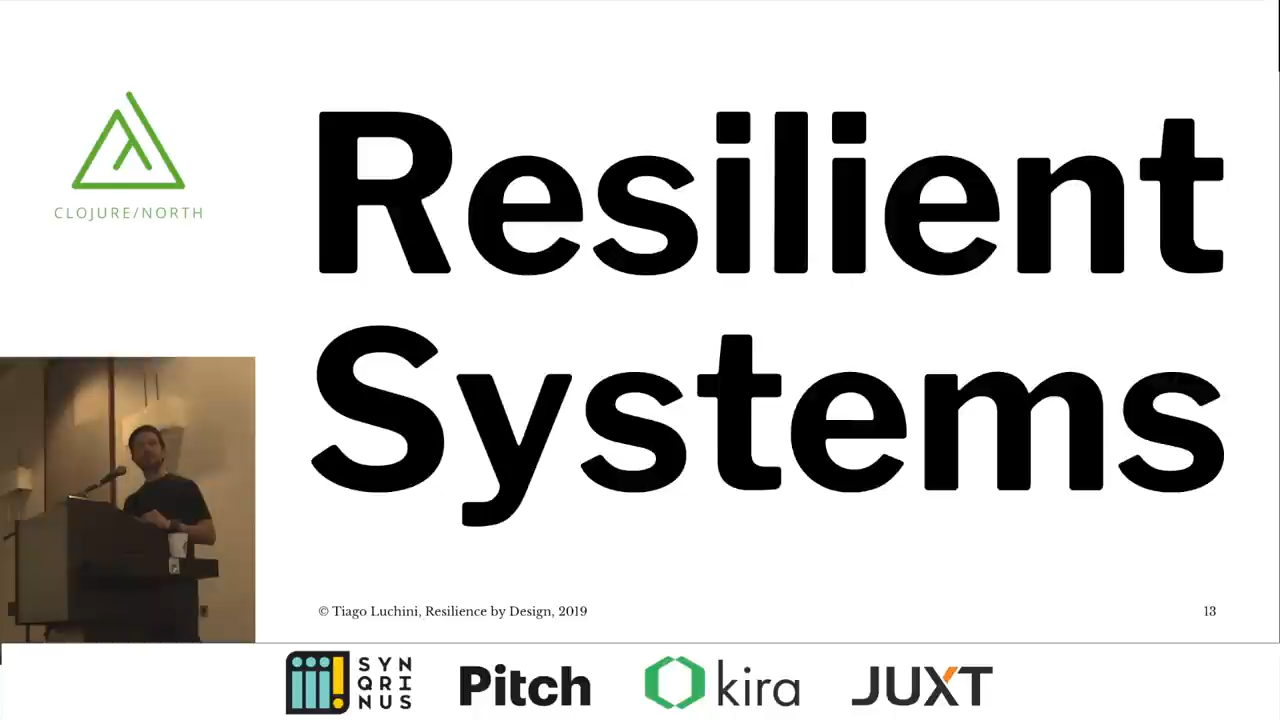 CLOJURE/NORTH
Resilient
Systems
© Tiago Luchini, Resilience by Design, 2019
13
SYN
QRI
NUS
Pitch
kira
JUXT